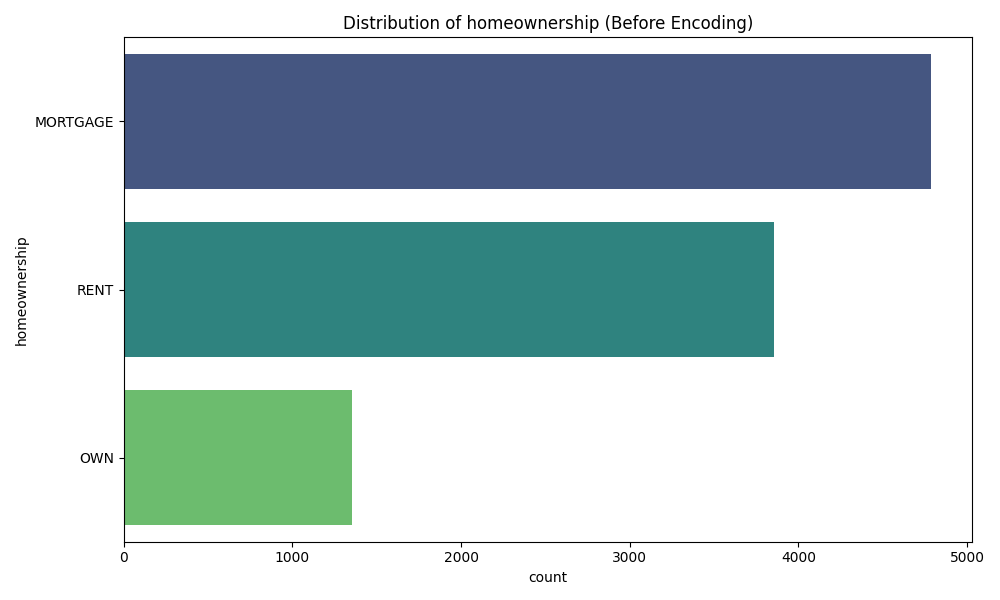 Distribution of homeownership (Before Encoding)
homeownership
MORTGAGE
RENT
OWN
0 1000 2000 3000 4000 5000
count